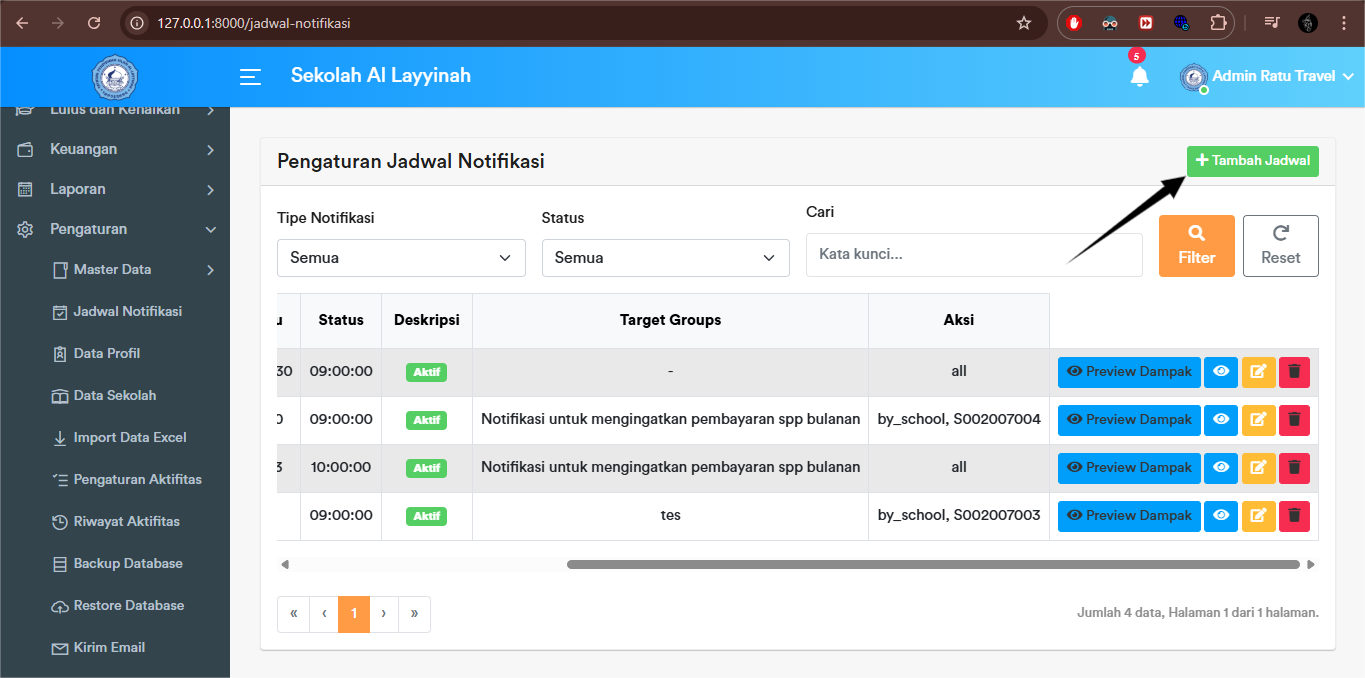 127.0.0.1:8000/jadwal-notifikasi
Sekolah Al Layyinah
5
Admin Ratu Travel
Lulus dan Kenaikan
Keuangan
Laporan
Pengaturan
Master Data
Jadwal Notifikasi
Data Profil
Data Sekolah
Import Data Excel
Pengaturan Aktifitas
Riwayat Aktifitas
Backup Database
Restore Database
Kirim Email
Pengaturan Jadwal Notifikasi
Tambah Jadwal
Tipe Notifikasi
Status
Cari
Semua
Semua
Kata kunci...
Filter
Reset
u Status Deskripsi Target Groups Aksi
30 09:00:00 Aktif - all Preview Dampak
0 09:00:00 Aktif Notifikasi untuk mengingatkan pembayaran spp bulanan by_school, S002007004 Preview Dampak
3 10:00:00 Aktif Notifikasi untuk mengingatkan pembayaran spp bulanan all Preview Dampak
09:00:00 Aktif tes by_school, S002007003 Preview Dampak
« ‹ 1 › »
Jumlah 4 data, Halaman 1 dari 1 halaman.